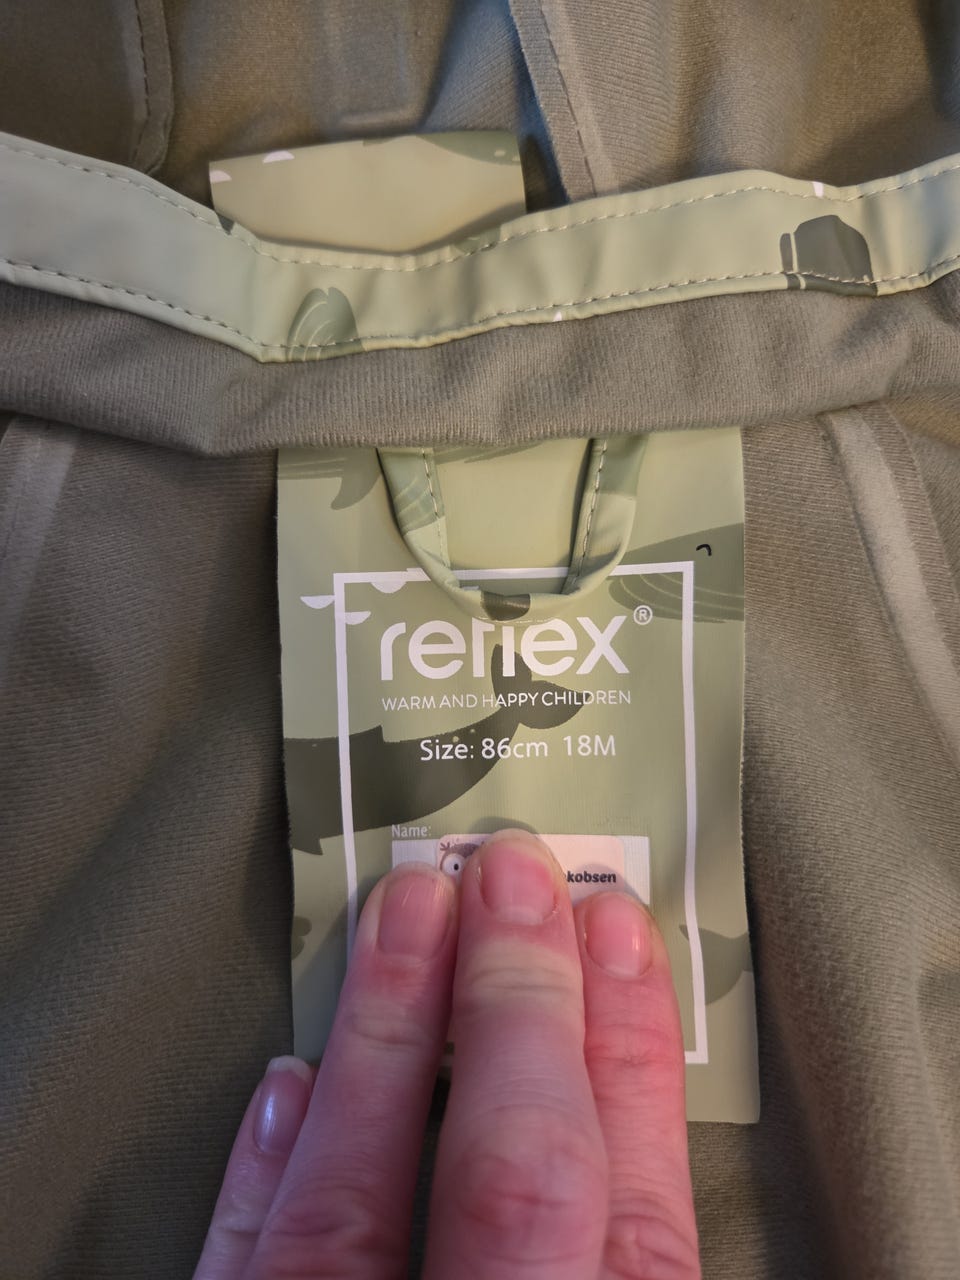 reflex®
WARM AND HAPPY CHILDREN
Size: 86cm 18M
Name:
kobsen